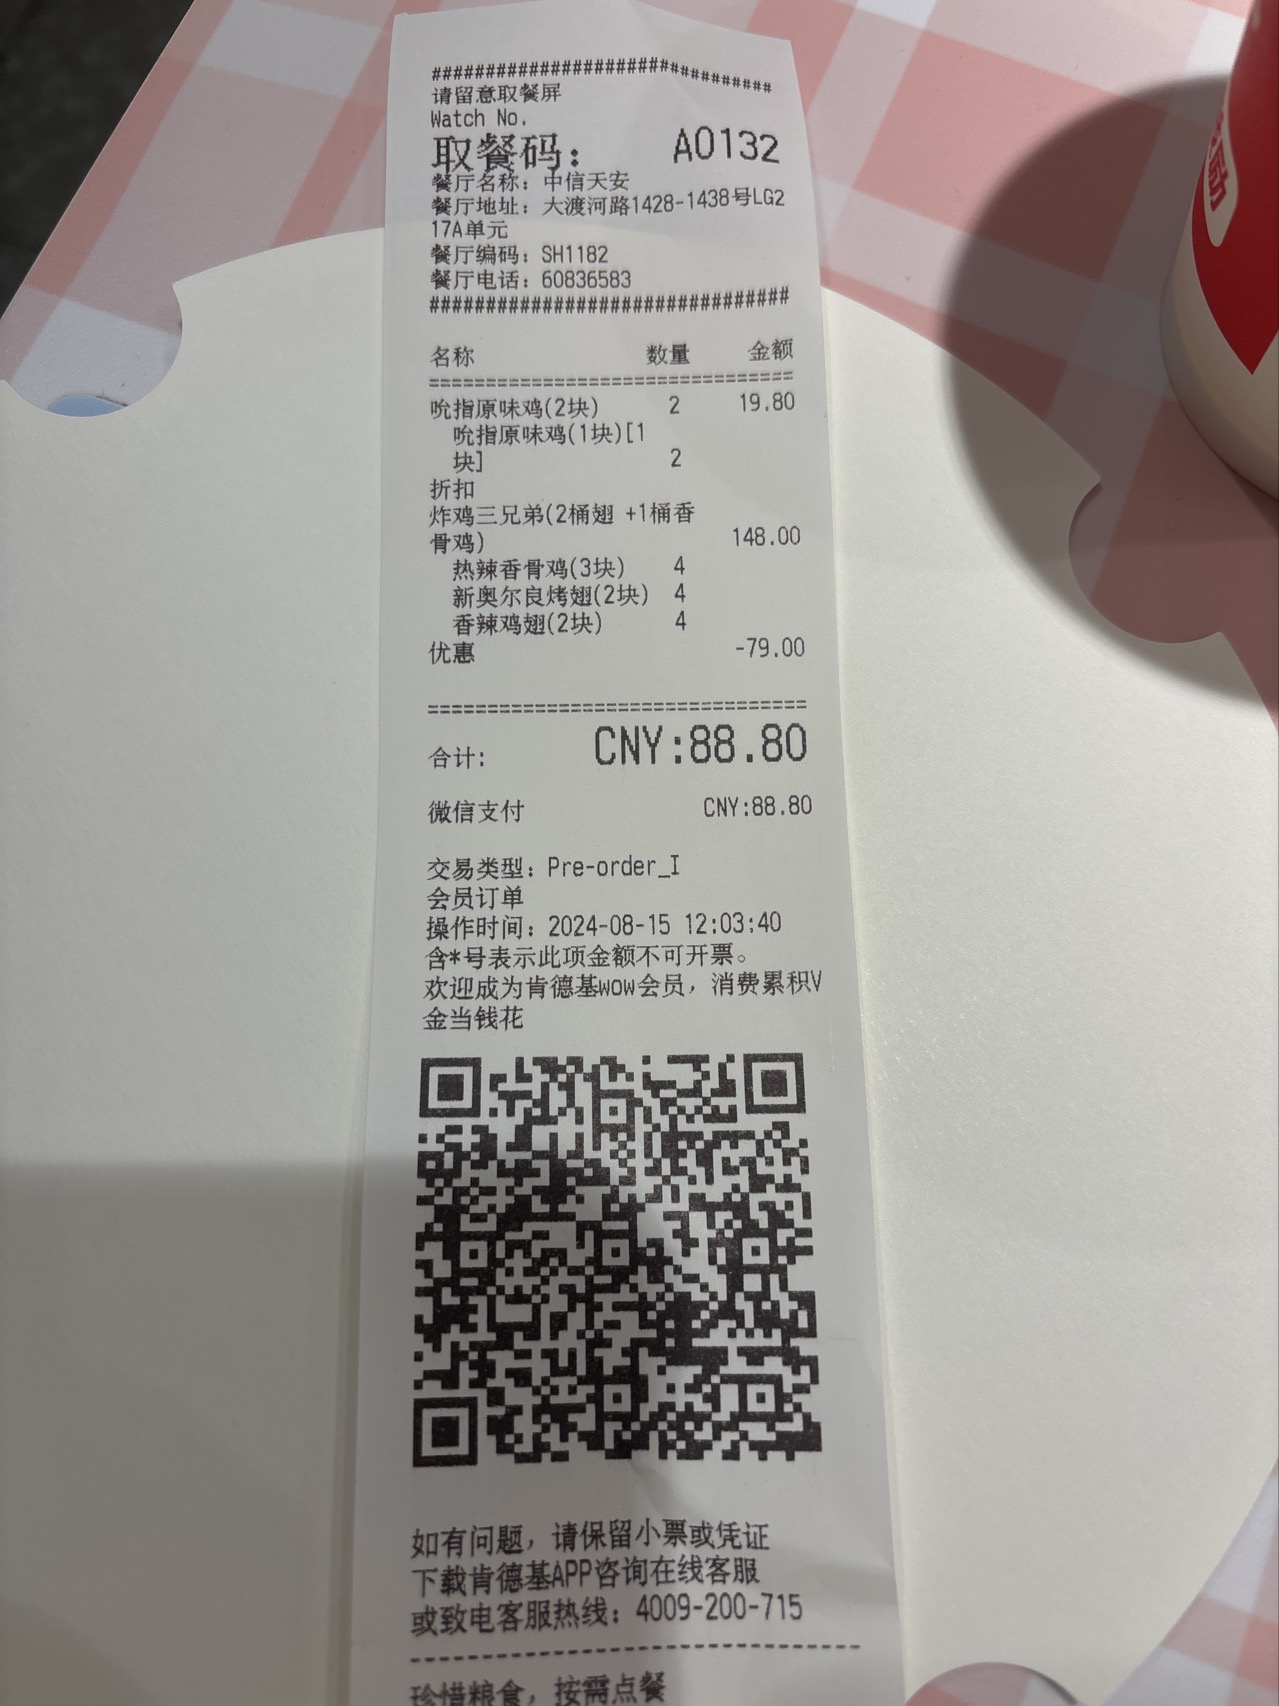 ##############################
请留意取餐屏
Watch No.
取餐码： A0132
餐厅名称：中信天安
餐厅地址：大渡河路1428-1438号LG2
17A单元
餐厅编码：SH1182
餐厅电话：60836583
##############################
名称 数量 金额
==============================
吮指原味鸡(2块) 2 19.80
吮指原味鸡(1块)[1
块] 2
折扣
炸鸡三兄弟(2桶翅 +1桶香
骨鸡) 148.00
热辣香骨鸡(3块) 4
新奥尔良烤翅(2块) 4
香辣鸡翅(2块) 4
优惠 -79.00
==============================
合计: CNY:88.80
微信支付 CNY:88.80
交易类型：Pre-order_I
会员订单
操作时间：2024-08-15 12:03:40
含*号表示此项金额不可开票。
欢迎成为肯德基wow会员，消费累积V
金当钱花
如有问题，请保留小票或凭证
下载肯德基APP咨询在线客服
或致电客服热线：4009-200-715
--------------------------------
珍惜粮食，按需点餐